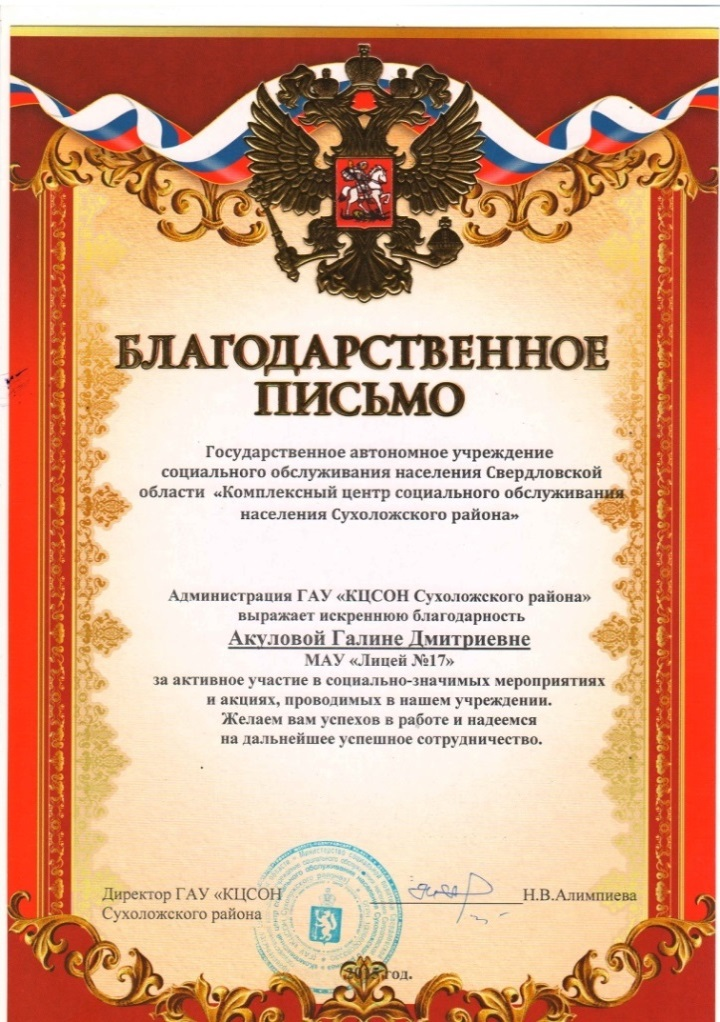 БЛАГОДАРСТВЕННОЕ
ПИСЬМО
Государственное автономное учреждение
социального обслуживания населения Свердловской
области «Комплексный центр социального обслуживания
населения Сухоложского района»
Администрация ГАУ «КЦСОН Сухоложского района»
выражает искреннюю благодарность
Акуловой Галине Дмитриевне
МАУ «Лицей №17»
за активное участие в социально-значимых мероприятиях
и акциях, проводимых в нашем учреждении.
Желаем вам успехов в работе и надеемся
на дальнейшее успешное сотрудничество.
Директор ГАУ «КЦСОН
Сухоложского района
Н.В.Алимпиева
год.